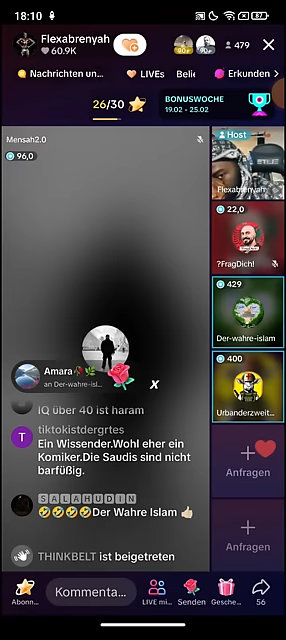 18:10
87
Flexabrenyah
60.9K
479
Nachrichten un...
LIVEs
Belie
Erkunden >
26/30
BONUSWOCHE
19.02 - 25.02
Mensah2.0
96,0
Host
Flexabrenyah
22,0
?FragDich!
429
Der-wahre-islam
400
Urbanderzweit...
Amara
an Der-wahre-isl...
x
IQ über 40 ist haram
T
tiktokistdergrtes
Ein Wissender.Wohl eher ein
Komiker.Die Saudis sind nicht
barfüßig.
SALAHUDIN
🤣🤣🤣🤣Der Wahre Islam 👍🏻
THINKBELT ist beigetreten
Anfragen
Anfragen
Abonn...
Kommenta...
LIVE mi...
Senden
Gesche...
56